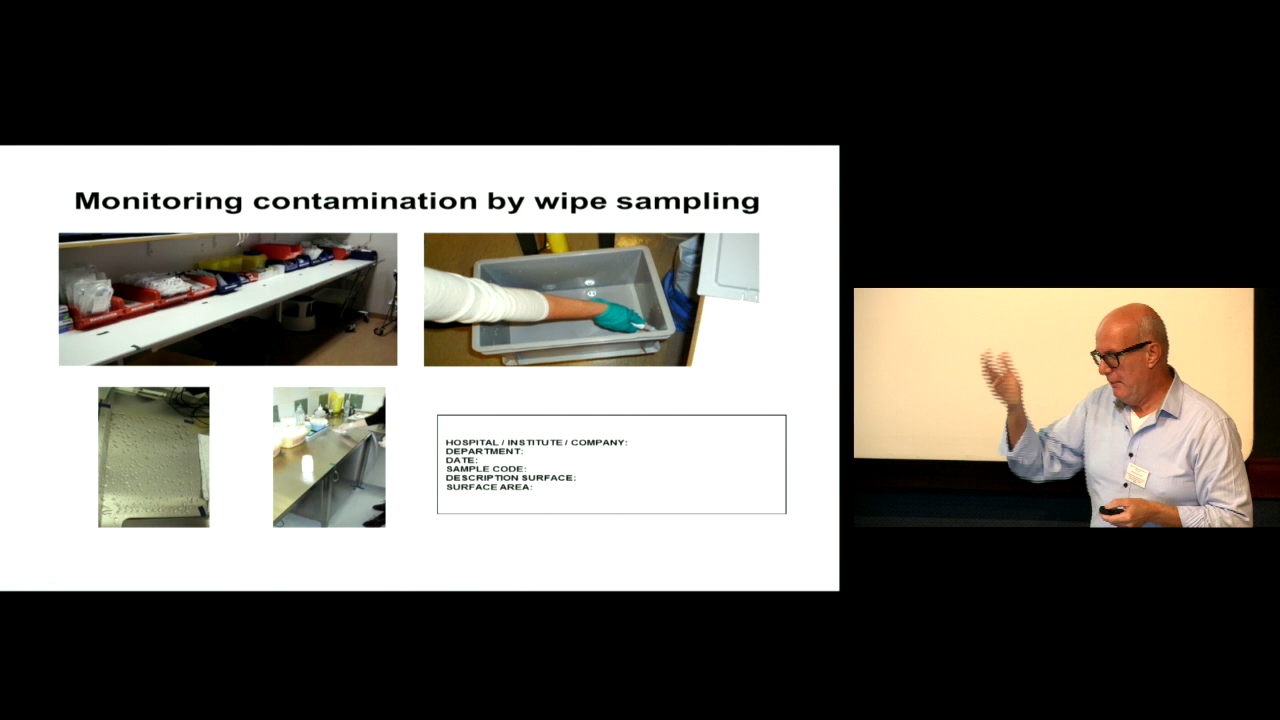 Monitoring contamination by wipe sampling
HOSPITAL / INSTITUTE / COMPANY:
DEPARTMENT:
DATE:
SAMPLE CODE:
DESCRIPTION SURFACE:
SURFACE AREA: